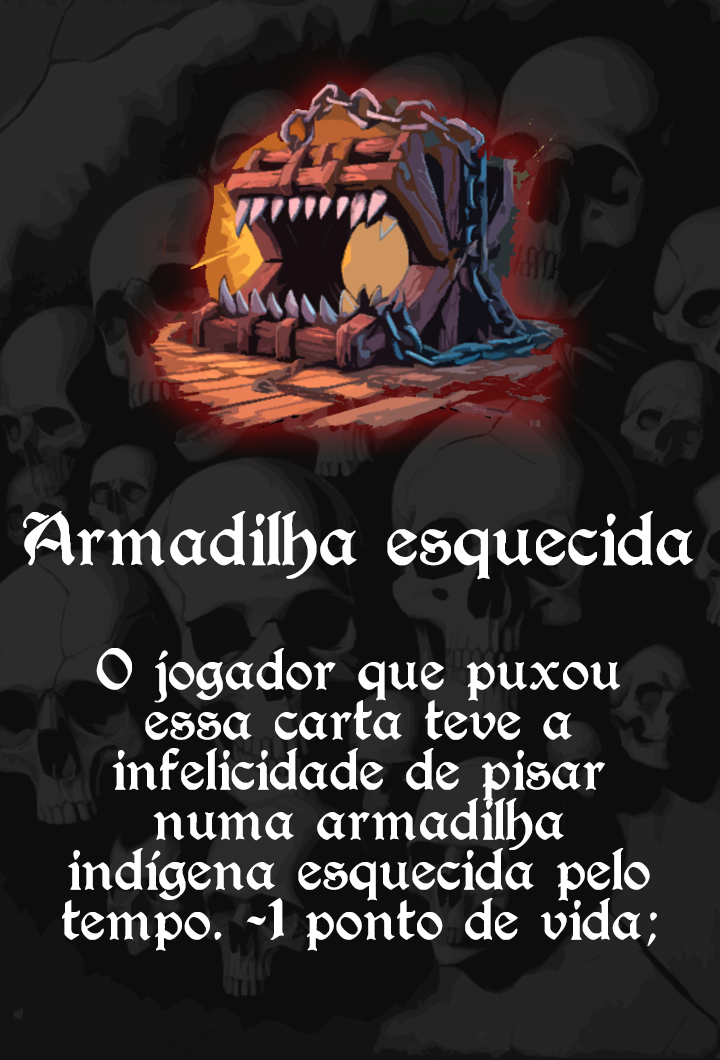 Armadilha esquecida
O jogador que puxou
essa carta teve a
infelicidade de pisar
numa armadilha
indígena esquecida pelo
tempo. -1 ponto de vida;